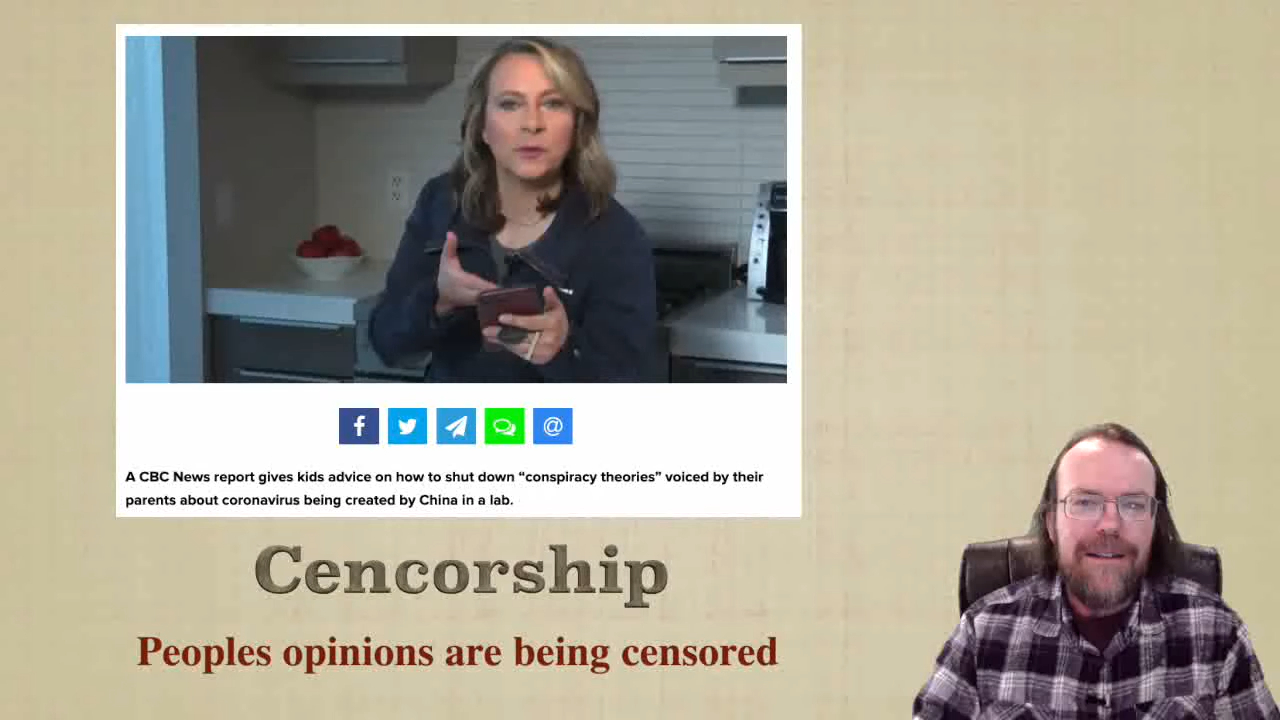 A CBC News report gives kids advice on how to shut down “conspiracy theories” voiced by their
parents about coronavirus being created by China in a lab.
Cencorship
Peoples opinions are being censored